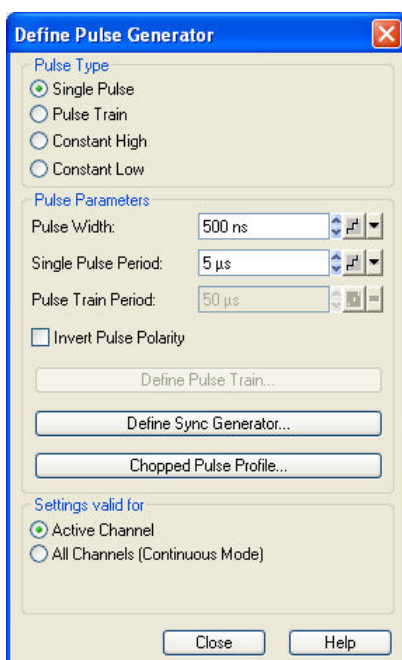 Define Pulse Generator
Pulse Type
Single Pulse
Pulse Train
Constant High
Constant Low
Pulse Parameters
Pulse Width: 500 ns
Single Pulse Period: 5 µs
Pulse Train Period: 50 µs
Invert Pulse Polarity
Define Pulse Train...
Define Sync Generator...
Chopped Pulse Profile...
Settings valid for
Active Channel
All Channels (Continuous Mode)
Close Help